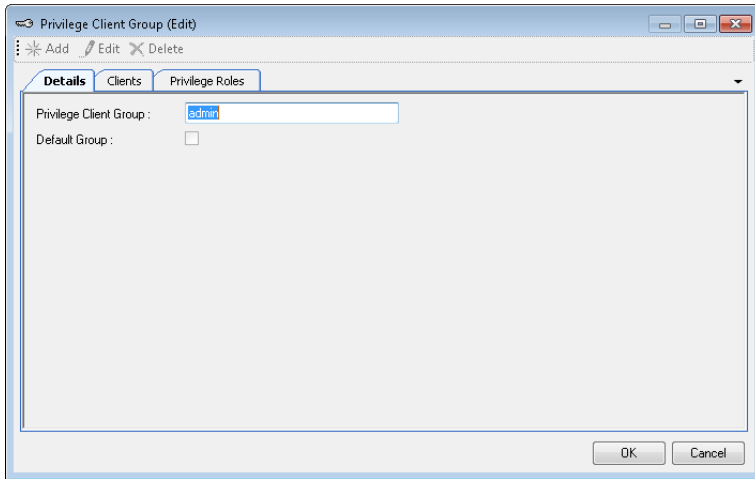 Privilege Client Group (Edit)
Add Edit Delete
Details Clients Privilege Roles
Privilege Client Group : admin
Default Group :
OK Cancel